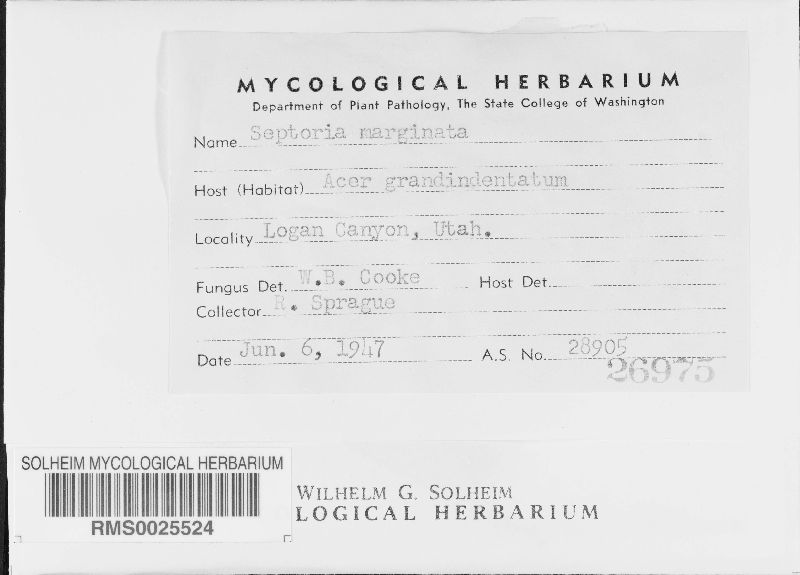 MYCOLOGICAL HERBARIUM
Department of Plant Pathology, The State College of Washington
Name Septoria marginata
Host (Habitat) Acer grandindentatum
Locality Logan Canyon, Utah.
Fungus Det. W.B. Cooke Host Det.
Collector R. Sprague
Date Jun. 6, 1947 A.S. No. 28905
26975
SOLHEIM MYCOLOGICAL HERBARIUM
RMS0025524
WILHELM G. SOLHEIM
LOGICAL HERBARIUM